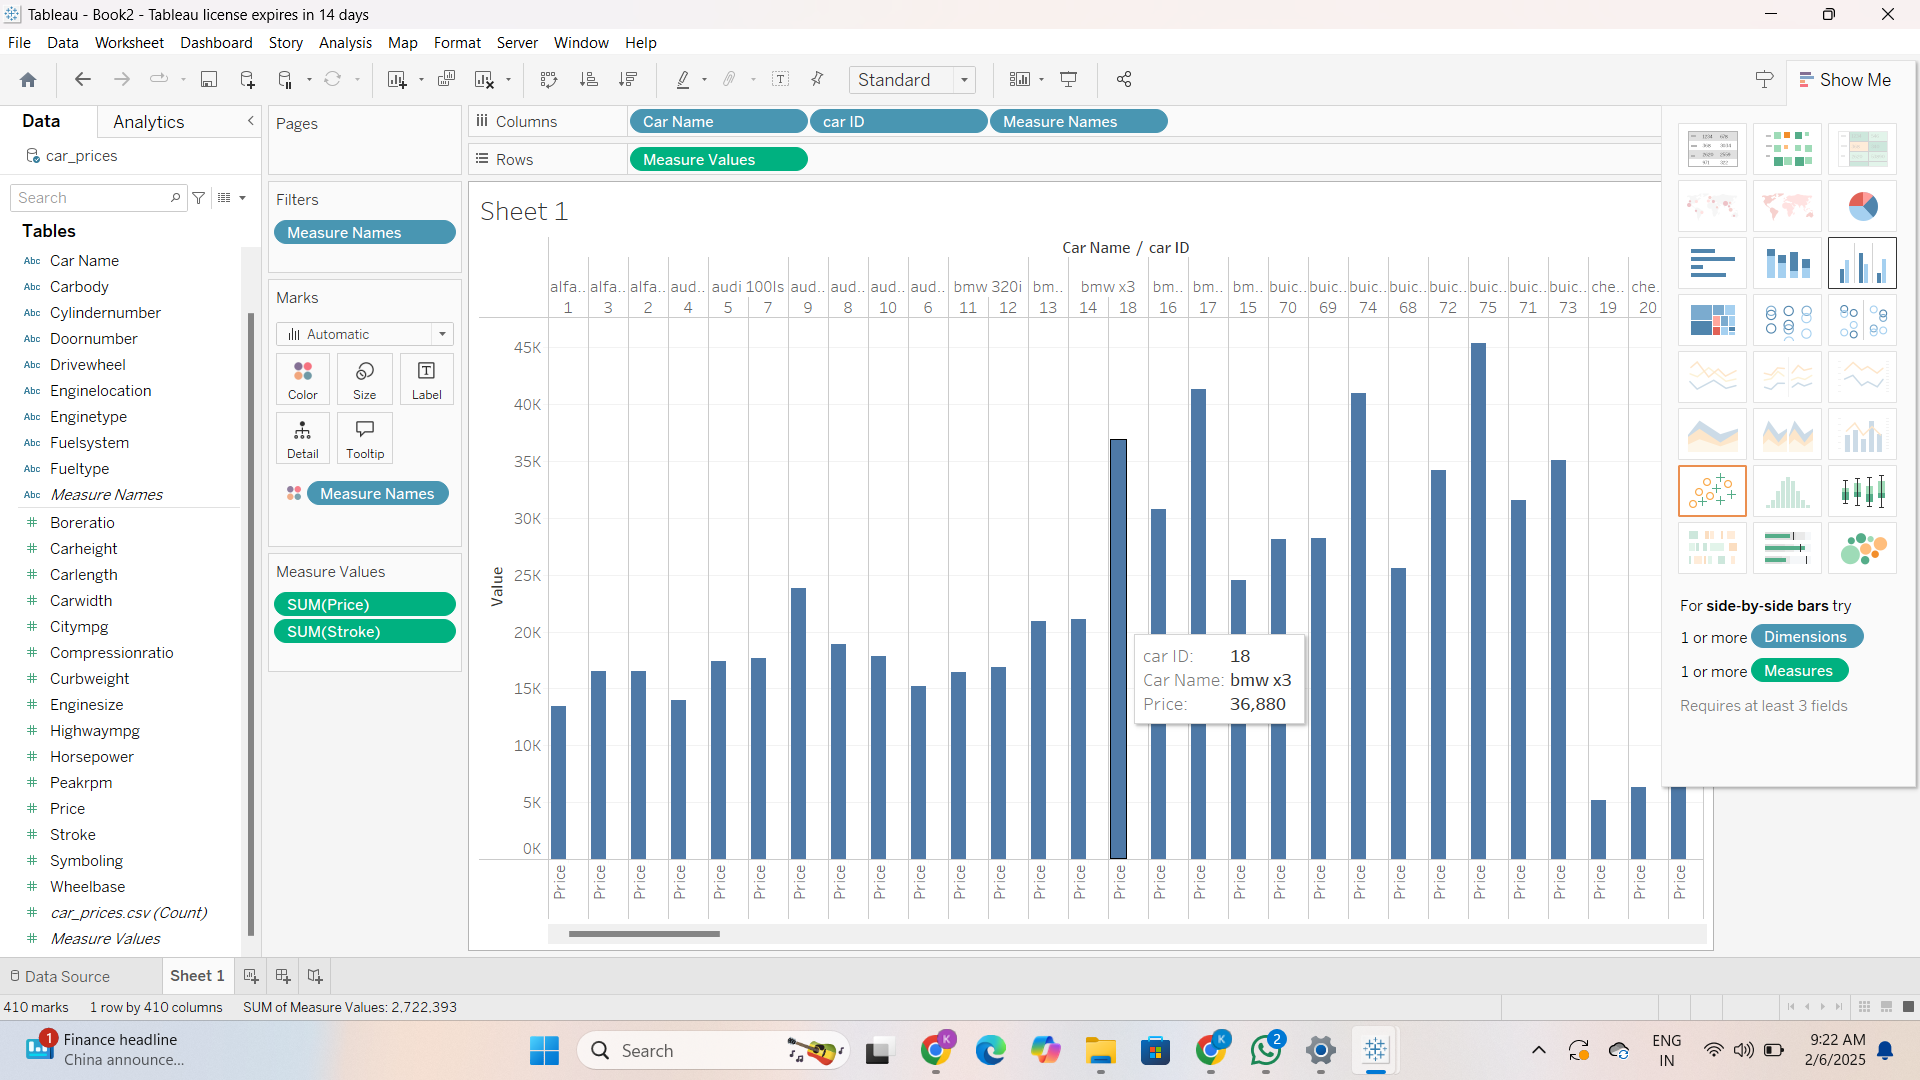 Tableau - Book2 - Tableau license expires in 14 days
File Data Worksheet Dashboard Story Analysis Map Format Server Window Help
Standard
Show Me
Data Analytics
car_prices
Search
Tables
Abc Car Name
Abc Carbody
Abc Cylindernumber
Abc Doornumber
Abc Drivewheel
Abc Enginelocation
Abc Enginetype
Abc Fuelsystem
Abc Fueltype
Abc Measure Names
# Boreratio
# Carheight
# Carlength
# Carwidth
# Citympg
# Compressionratio
# Curbweight
# Enginesize
# Highwaympg
# Horsepower
# Peakrpm
# Price
# Stroke
# Symboling
# Wheelbase
# car_prices.csv (Count)
# Measure Values
Pages
Filters
Measure Names
Marks
Automatic
Color Size Label
Detail Tooltip
Measure Names
Measure Values
SUM(Price)
SUM(Stroke)
Columns Car Name car ID Measure Names
Rows Measure Values
Sheet 1
Car Name / car ID
alfa.. alfa.. alfa.. aud.. audi 100ls aud.. aud.. aud.. aud.. bmw 320i bm.. bmw x3 bm.. bm.. bm.. buic.. buic.. buic.. buic.. buic.. buic.. buic.. buic.. che.. che..
1 3 2 4 5 7 9 8 10 6 11 12 13 14 18 16 17 15 70 69 74 68 72 75 71 73 19 20
45K
40K
35K
30K
25K
20K
15K
10K
5K
0K
Value
car ID: 18
Car Name: bmw x3
Price: 36,880
Price Price Price Price Price Price Price Price Price Price Price Price Price Price Price Price Price Price Price Price Price Price Price Price Price Price Price Price Price
For side-by-side bars try
1 or more Dimensions
1 or more Measures
Requires at least 3 fields
Data Source Sheet 1
410 marks 1 row by 410 columns SUM of Measure Values: 2,722,393
1
Finance headline
China announce...
Search
K
K
2
ENG
IN
9:22 AM
2/6/2025